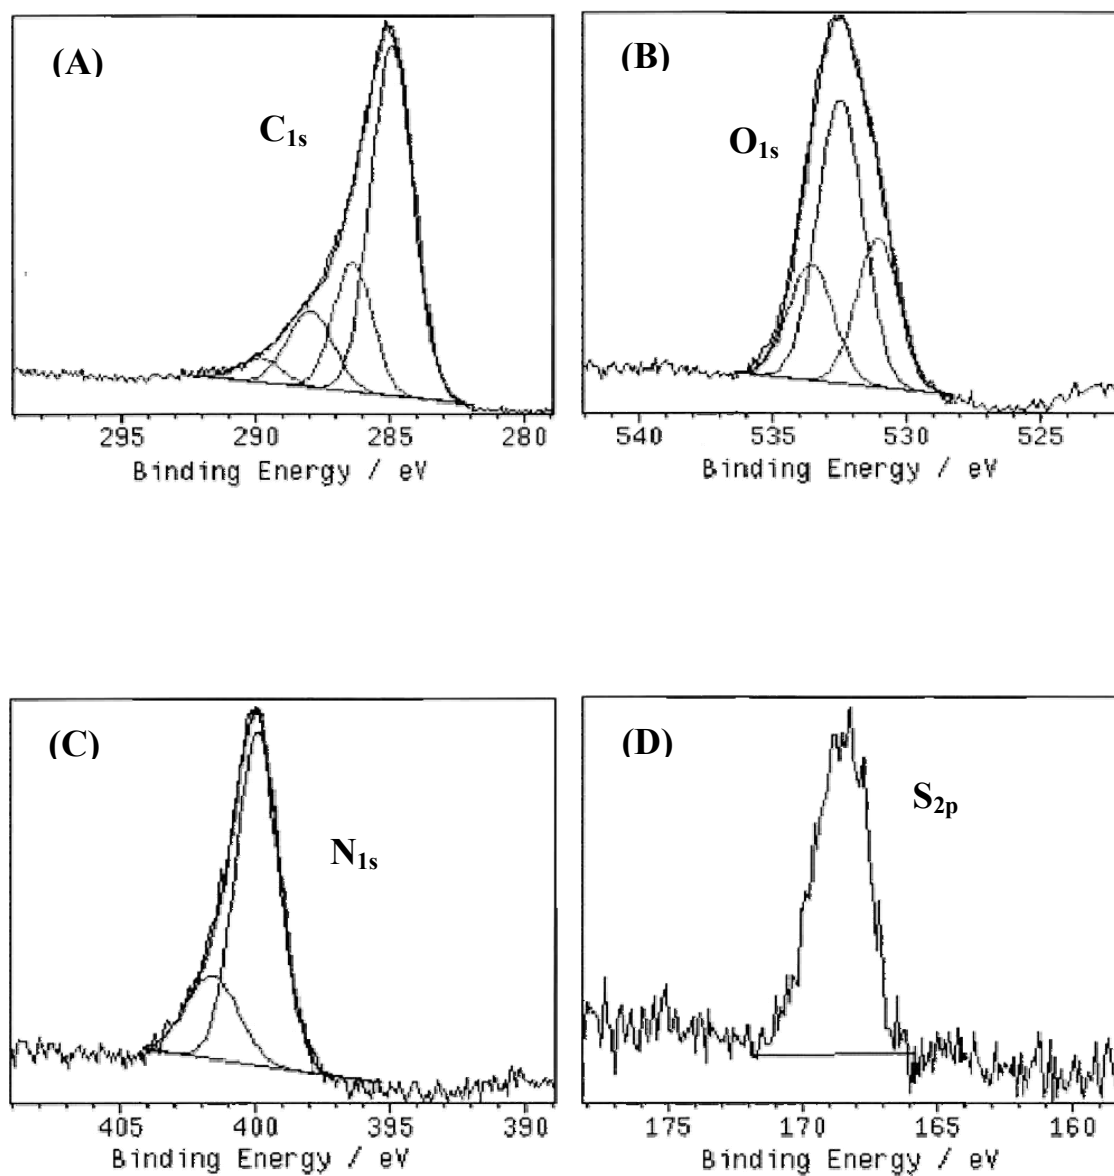 (A)
C1s
295 290 285 280
Binding Energy / eV
(B)
O1s
540 535 530 525
Binding Energy / eV
(C)
N1s
405 400 395 390
Binding Energy / eV
(D)
S2p
175 170 165 160
Binding Energy / eV